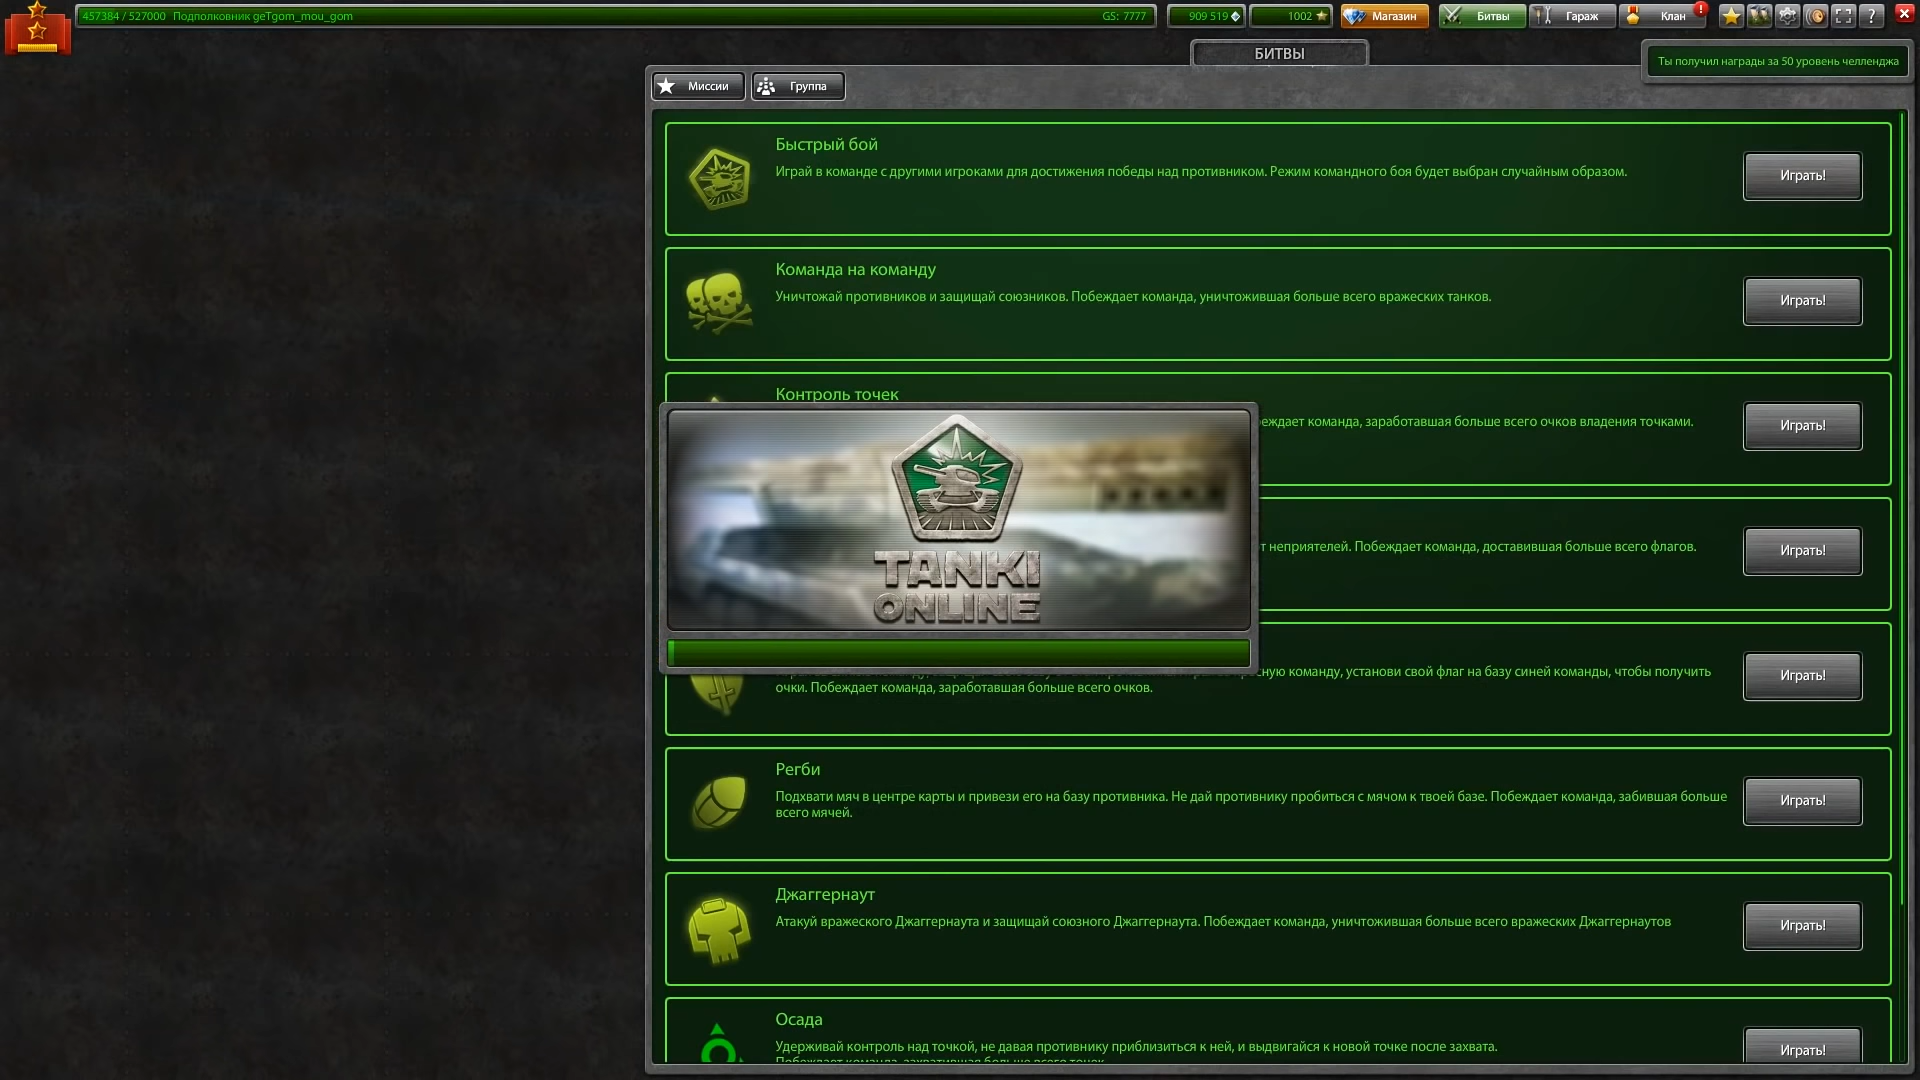 457384 / 527000 Подполковник geTgom_mou_gom
GS: 7777
909 519
1002
Магазин
Битвы
Гараж
Клан
!
?
БИТВЫ
Ты получил награды за 50 уровень челленджа
Миссии
Группа
Быстрый бой
Играй в команде с другими игроками для достижения победы над противником. Режим командного боя будет выбран случайным образом.
Играть!
Команда на команду
Уничтожай противников и защищай союзников. Побеждает команда, уничтожившая больше всего вражеских танков.
Играть!
Контроль точек
команда, заработавшая больше всего очков владения точками.
Играть!
TANKI
ONLINE
неприятелей. Побеждает команда, доставившая больше всего флагов.
Играть!
команду, установи свой флаг на базу синей команды, чтобы получить
очки. Побеждает команда, заработавшая больше всего очков.
Играть!
Регби
Подхвати мяч в центре карты и привези его на базу противника. Не дай противнику пробиться с мячом к твоей базе. Побеждает команда, забившая больше
всего мячей.
Играть!
Джаггернаут
Атакуй вражеского Джаггернаута и защищай союзного Джаггернаута. Побеждает команда, уничтожившая больше всего вражеских Джаггернаутов
Играть!
Осада
Удерживай контроль над точкой, не давая противнику приблизиться к ней, и выдвигайся к новой точке после захвата.
Играть!